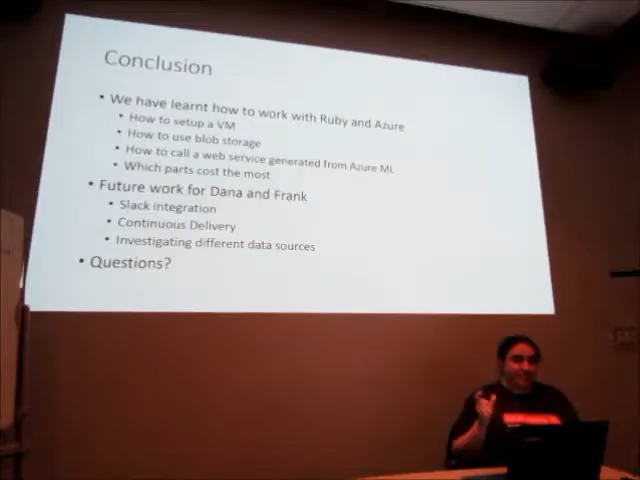 Conclusion
• We have learnt how to work with Ruby and Azure
• How to setup a VM
• How to use blob storage
• How to call a web service generated from Azure ML
• Which parts cost the most
• Future work for Dana and Frank
• Slack integration
• Continuous Delivery
• Investigating different data sources
• Questions?